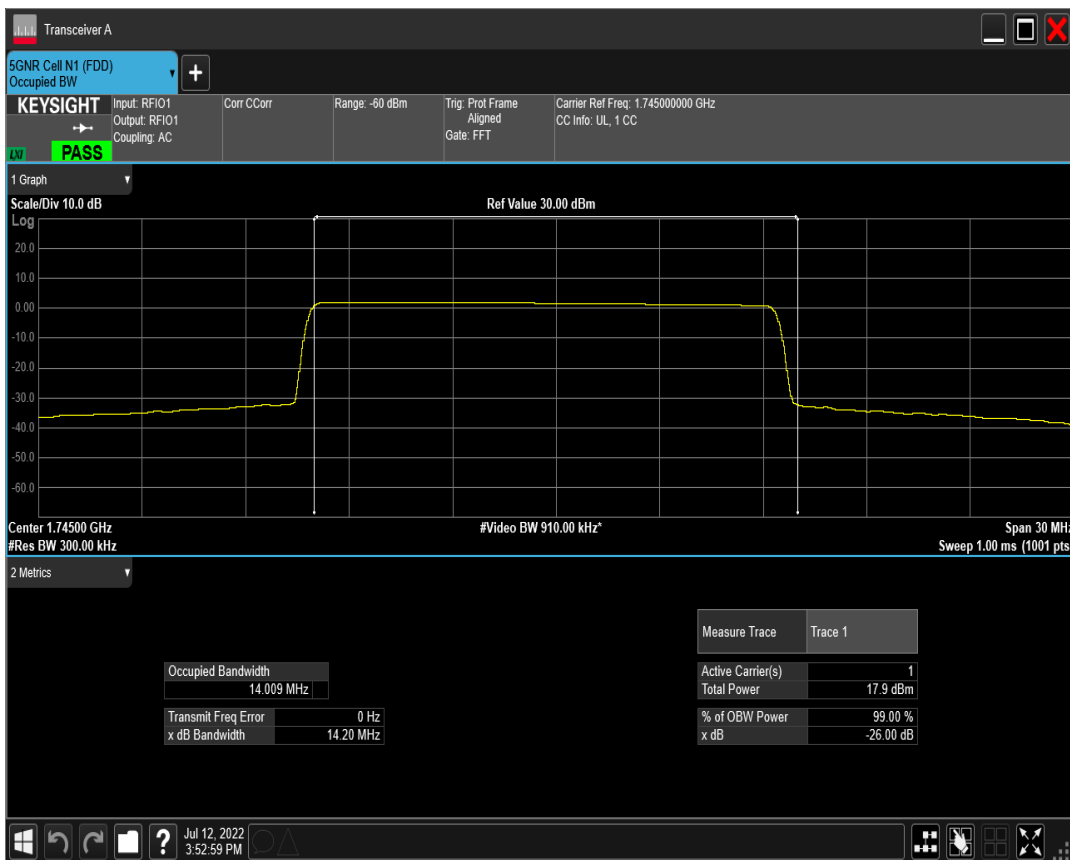 Transceiver A
5GNR Cell N1 (FDD)
Occupied BW
KEYSIGHT
LXI
PASS
Input: RFIO1
Output: RFIO1
Coupling: AC
Corr CCorr
Range: -60 dBm
Trig: Prot Frame
Aligned
Gate: FFT
Carrier Ref Freq: 1.745000000 GHz
CC Info: UL, 1 CC
1 Graph
Scale/Div 10.0 dB
Ref Value 30.00 dBm
Log
20.0
10.0
0.00
-10.0
-20.0
-30.0
-40.0
-50.0
-60.0
Center 1.74500 GHz
#Video BW 910.00 kHz*
Span 30 MHz
#Res BW 300.00 kHz
Sweep 1.00 ms (1001 pts
2 Metrics
Measure Trace Trace 1
Occupied Bandwidth
14.009 MHz
Active Carrier(s) 1
Total Power 17.9 dBm
Transmit Freq Error 0 Hz
x dB Bandwidth 14.20 MHz
% of OBW Power 99.00 %
x dB -26.00 dB
?
Jul 12, 2022
3:52:59 PM